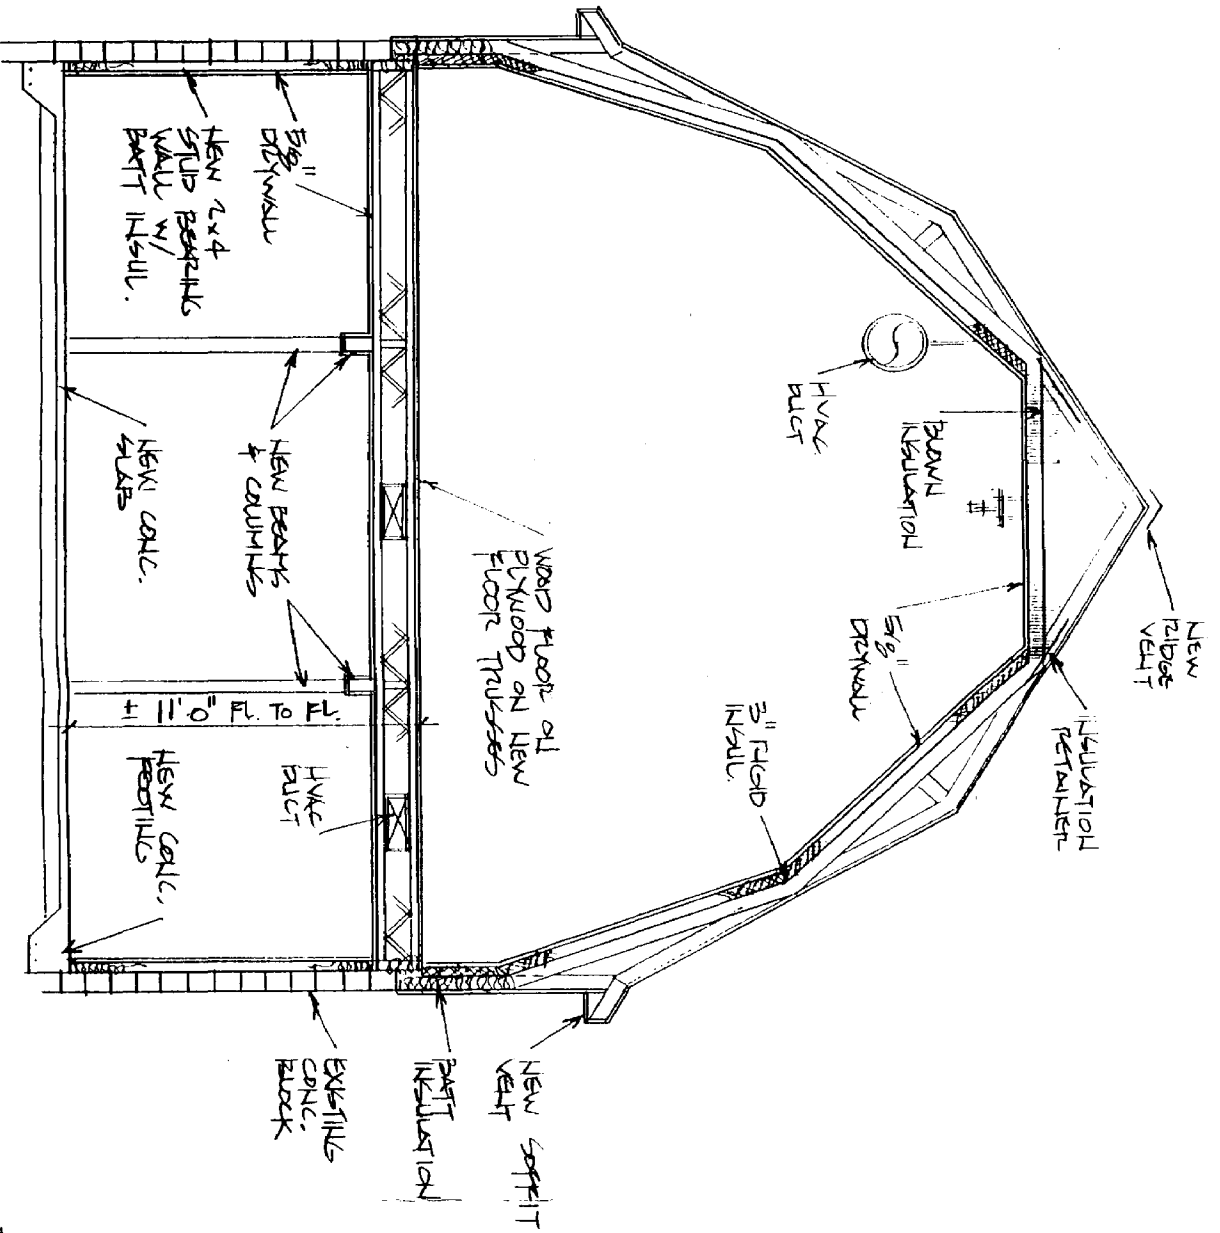 NEW
RIDGE
VENT
INSULATION
RETAINER
BLOWN
INSULATION
HVAC
DUCT
5/8"
DRYWALL
3" RIGID
INSUL.
WOOD FLOOR ON
PLYWOOD ON NEW
FLOOR TRUSSES
NEW SOFFIT
VENT
BATT
INSULATION
EXISTING
CONC.
BLOCK
5/8"
DRYWALL
NEW 2x4
STUD BEARING
WALL W/
BATT INSUL.
NEW BEAMS
& COLUMNS
NEW CONC.
SLAB
± 11'0" FL. TO FL.
HVAC
DUCT
NEW CONC.
FOOTING